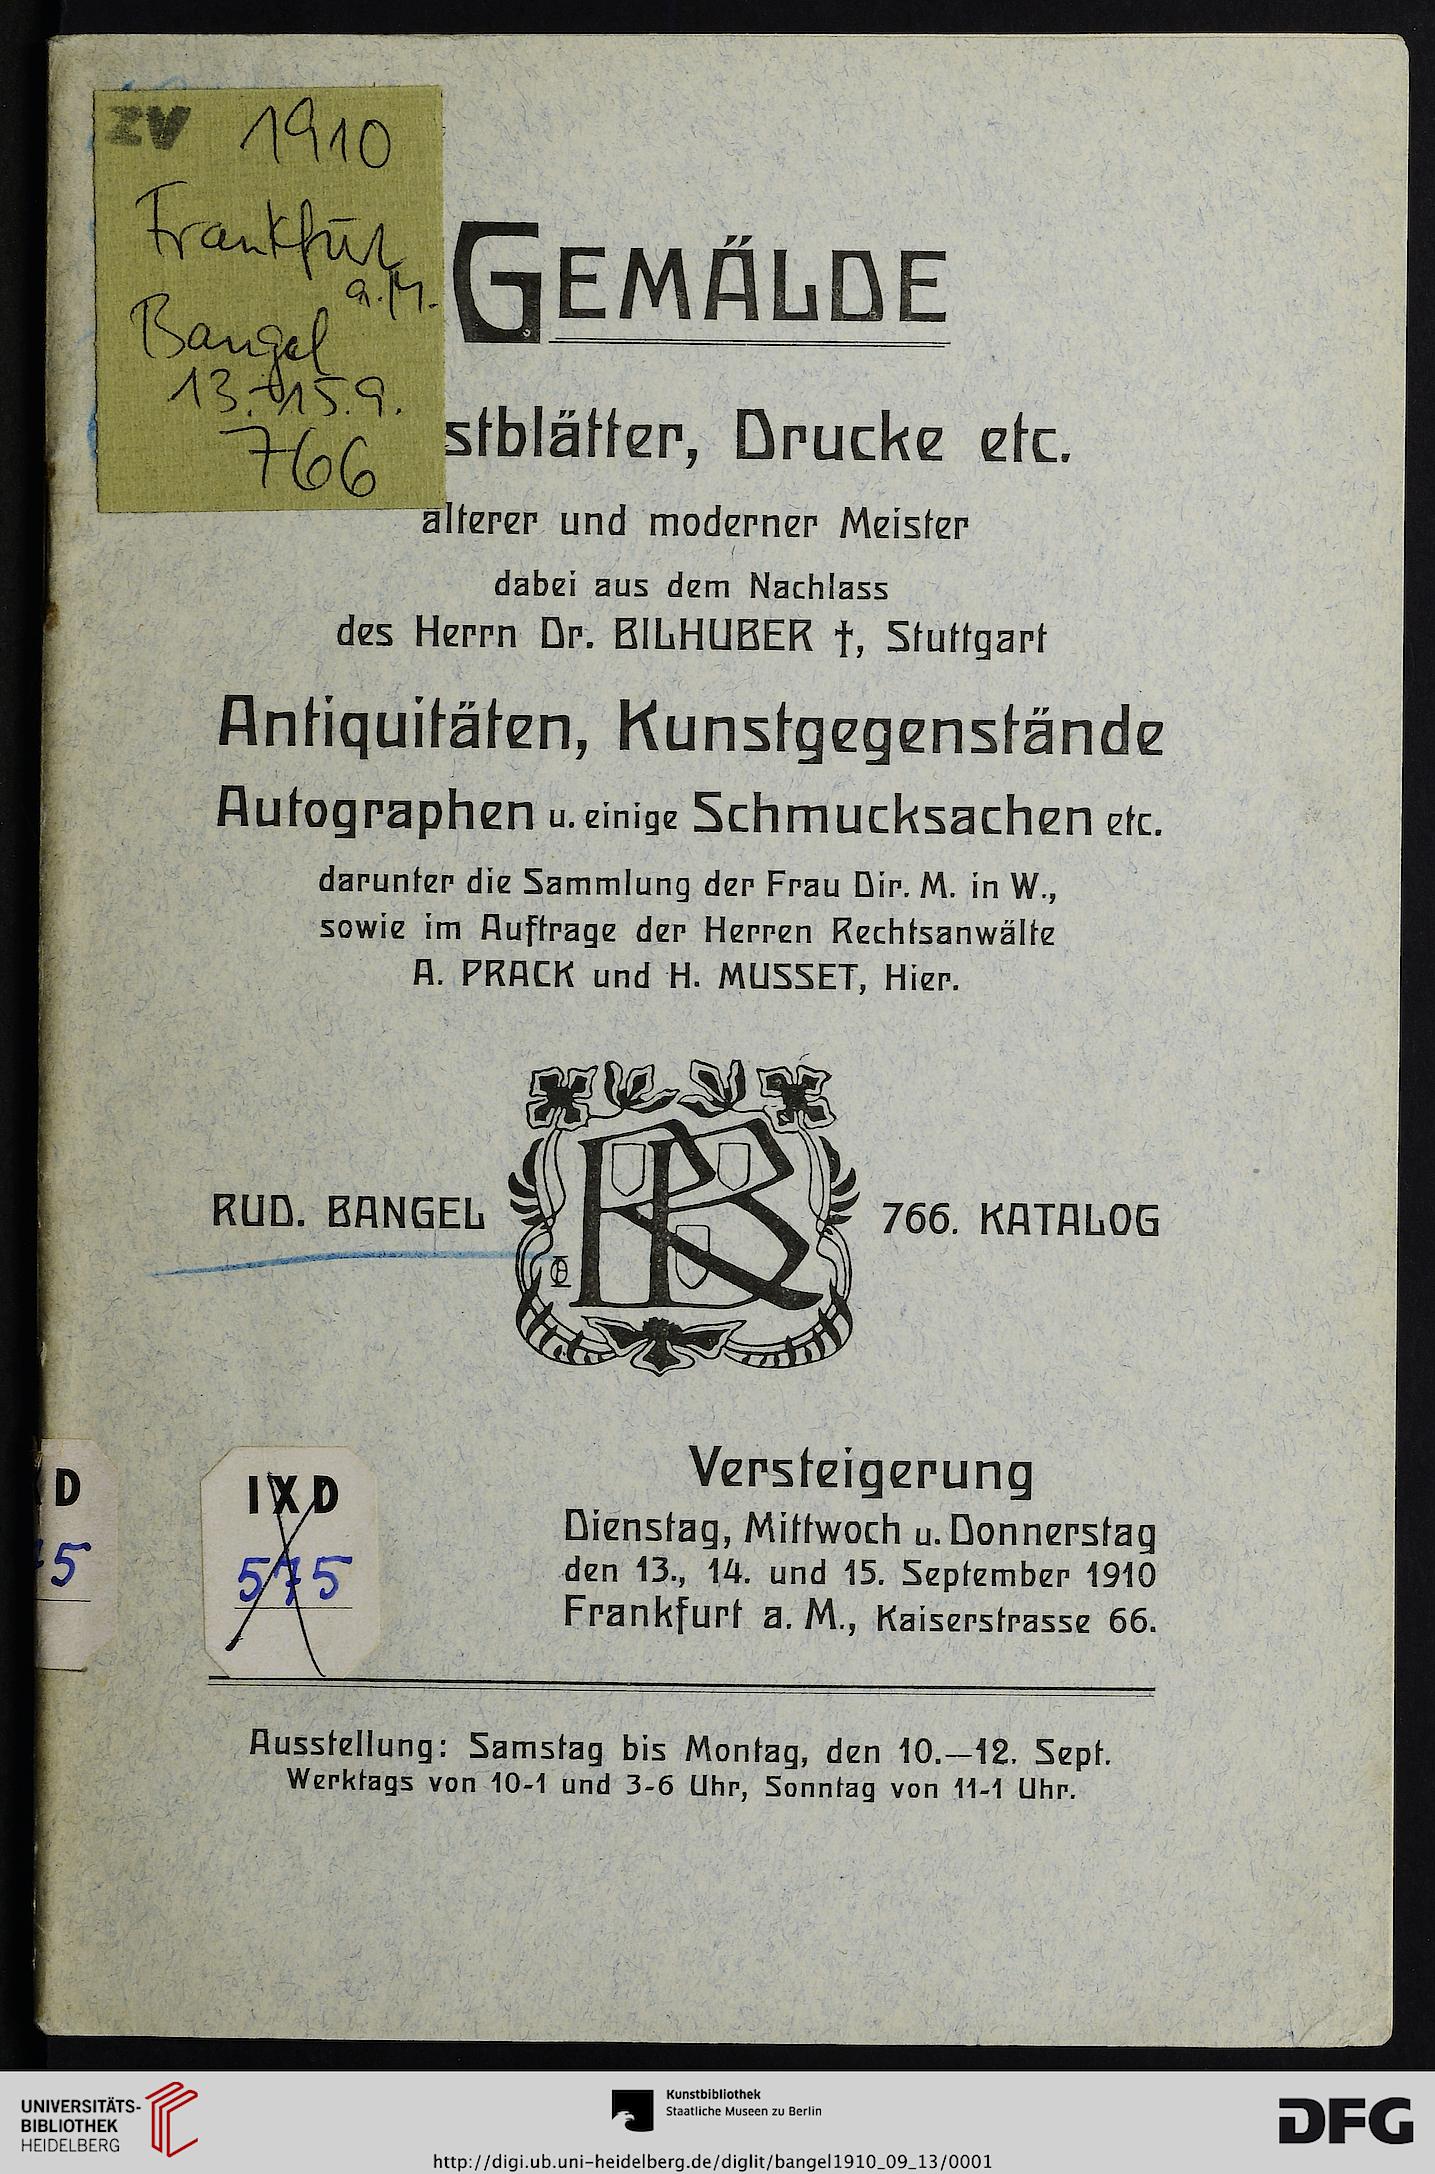 ZV 1910
Frankfurt
a.M.
Bangel
13.-15.9.
766
GEMÄLDE
stblätter, Drucke etc.
älterer und moderner Meister
dabei aus dem Nachlass
des Herrn Dr. BILHUBER †, Stuttgart
Antiquitäten, Kunstgegenstände
Autographen u. einige Schmucksachen etc.
darunter die Sammlung der Frau Dir. M. in W.,
sowie im Auftrage der Herren Rechtsanwälte
A. PRACK und H. MUSSET, Hier.
RUD. BANGEL RB 766. KATALOG
Versteigerung
Dienstag, Mittwoch u. Donnerstag
den 13., 14. und 15. September 1910
Frankfurt a. M., Kaiserstrasse 66.
D
5
IXD
575
Ausstellung: Samstag bis Montag, den 10.—12. Sept.
Werktags von 10-1 und 3-6 Uhr, Sonntag von 11-1 Uhr.
UNIVERSITÄTS-
BIBLIOTHEK
HEIDELBERG
Kunstbibliothek
Staatliche Museen zu Berlin
DFG
http://digi.ub.uni-heidelberg.de/diglit/bangel1910_09_13/0001